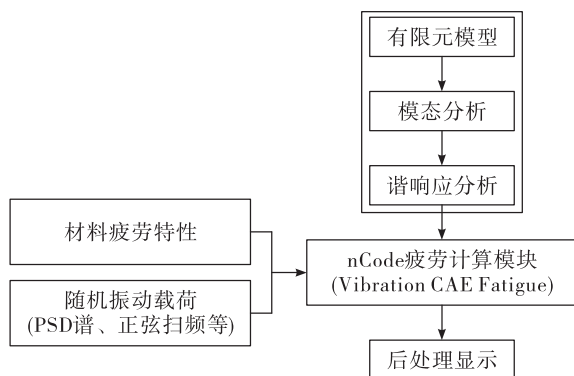 有限元模型
模态分析
谐响应分析
材料疲劳特性
随机振动载荷
(PSD谱、正弦扫频等)
nCode疲劳计算模块
(Vibration CAE Fatigue)
后处理显示